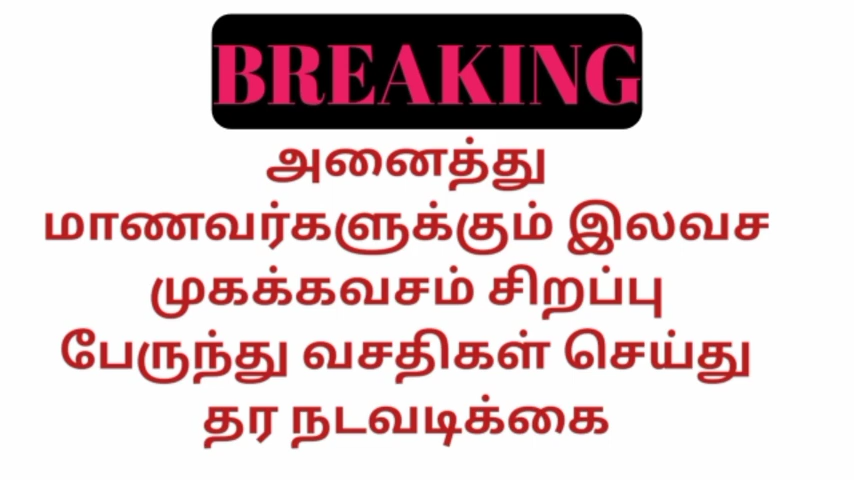 BREAKING
அனைத்து
மாணவர்களுக்கும் இலவச
முகக்கவசம் சிறப்பு
பேருந்து வசதிகள் செய்து
தர நடவடிக்கை